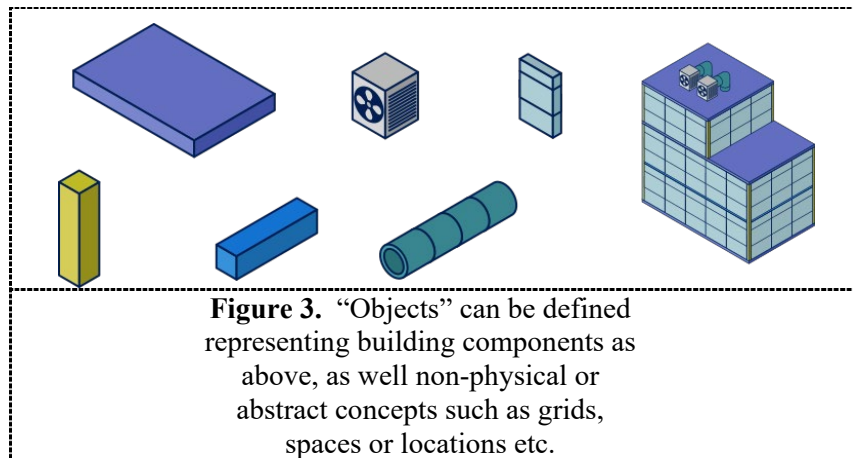 Figure 3. “Objects” can be defined
representing building components as
above, as well non-physical or
abstract concepts such as grids,
spaces or locations etc.